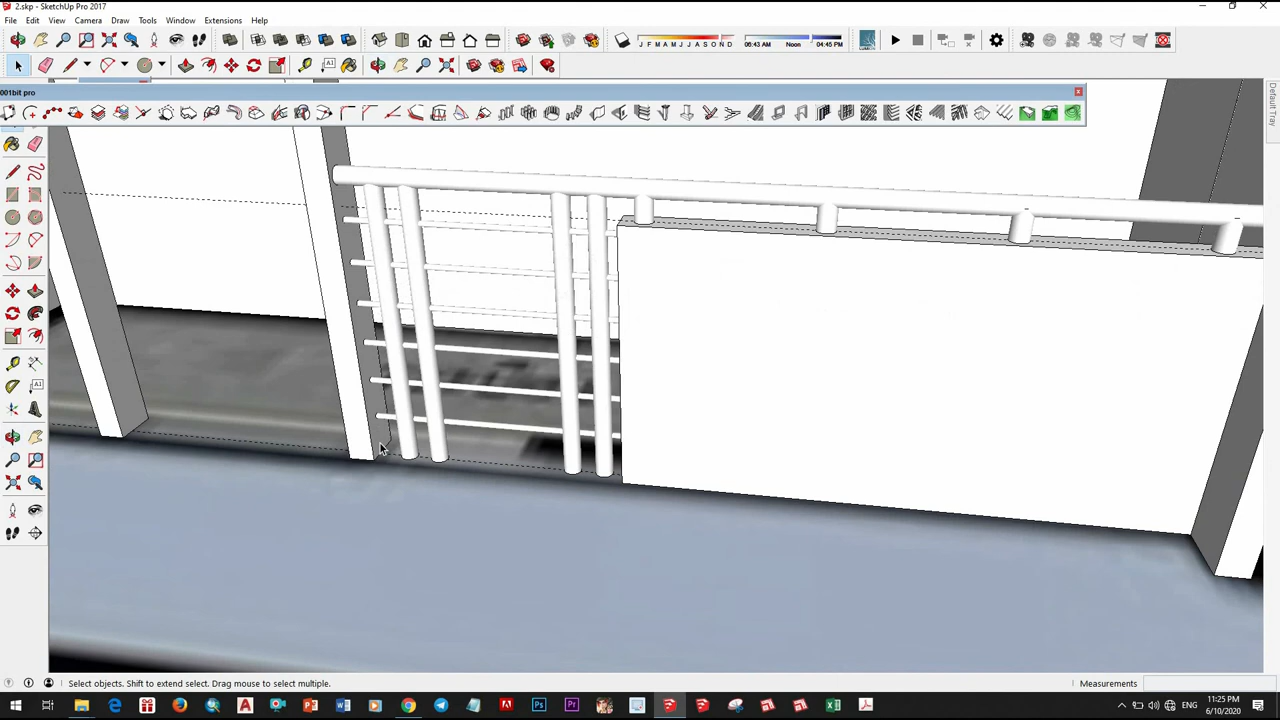 2.skp - SketchUp Pro 2017
File Edit View Camera Draw Tools Window Extensions Help
J F M A M J J A S O N D
06:43 AM Noon 04:45 PM
001bit pro
Default Tray
Select objects. Shift to extend select. Drag mouse to select multiple.
Measurements
ENG
11:25 PM
6/10/2020